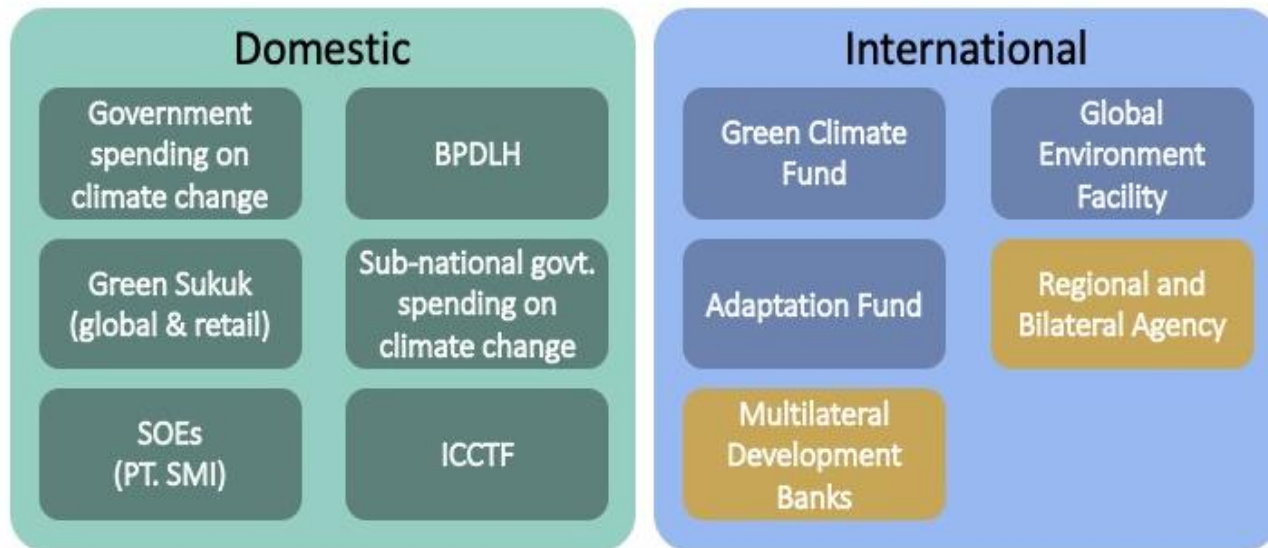 Domestic
Government
spending on
climate change
BPDLH
Green Sukuk
(global & retail)
Sub-national govt.
spending on
climate change
SOEs
(PT. SMI)
ICCTF
International
Green Climate
Fund
Global
Environment
Facility
Adaptation Fund
Regional and
Bilateral Agency
Multilateral
Development
Banks